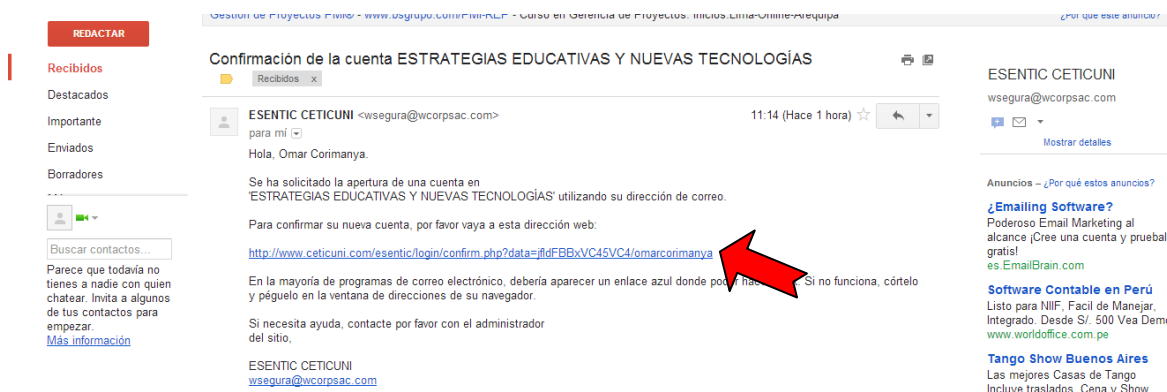 Gestión de Proyectos PMI® - www.bsgrupo.com/PMI-REP - Curso en Gerencia de Proyectos. Inicios:Lima-Online-Arequipa
¿Por qué este anuncio?
REDACTAR
Recibidos
Destacados
Importante
Enviados
Borradores
Buscar contactos...
Parece que todavía no
tienes a nadie con quien
chatear. Invita a algunos
de tus contactos para
empezar.
Más información
Confirmación de la cuenta ESTRATEGIAS EDUCATIVAS Y NUEVAS TECNOLOGÍAS
Recibidos x
ESENTIC CETICUNI <wsegura@wcorpsac.com>
11:14 (Hace 1 hora)
para mí
Hola, Omar Corimanya.
Se ha solicitado la apertura de una cuenta en
'ESTRATEGIAS EDUCATIVAS Y NUEVAS TECNOLOGÍAS' utilizando su dirección de correo.
Para confirmar su nueva cuenta, por favor vaya a esta dirección web:
http://www.ceticuni.com/esentic/login/confirm.php?data=jfldFBBxVC45VC4/omarcorimanya
En la mayoría de programas de correo electrónico, debería aparecer un enlace azul donde Si no funciona, córtelo
y péguelo en la ventana de direcciones de su navegador.
Si necesita ayuda, contacte por favor con el administrador
del sitio,
ESENTIC CETICUNI
wsegura@wcorpsac.com
ESENTIC CETICUNI
wsegura@wcorpsac.com
Mostrar detalles
Anuncios – ¿Por qué estos anuncios?
¿Emailing Software?
Poderoso Email Marketing al
alcance ¡Cree una cuenta y pruebal
gratis!
es.EmailBrain.com
Software Contable en Perú
Listo para NIIF, Facil de Manejar,
Integrado. Desde S/. 500 Vea Demo
www.worldoffice.com.pe
Tango Show Buenos Aires
Las mejores Casas de Tango
Incluye traslados, Cena y Show